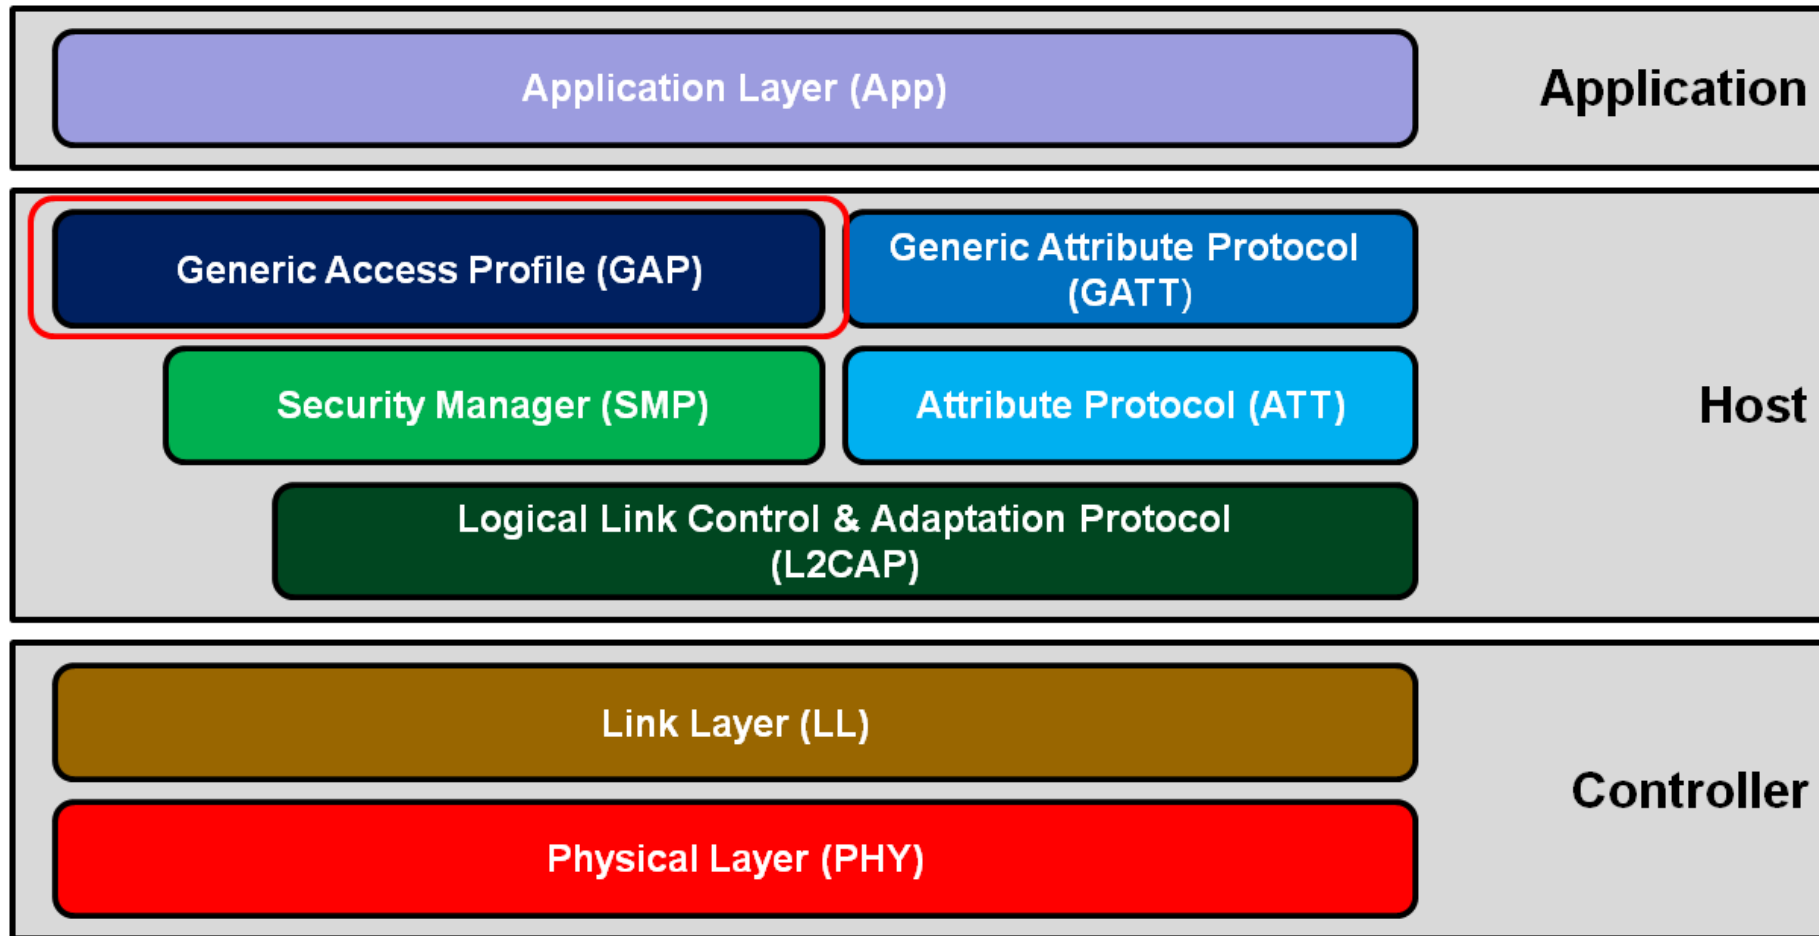 Application Layer (App)
Application
Generic Access Profile (GAP)
Generic Attribute Protocol
(GATT)
Security Manager (SMP)
Attribute Protocol (ATT)
Host
Logical Link Control & Adaptation Protocol
(L2CAP)
Link Layer (LL)
Controller
Physical Layer (PHY)